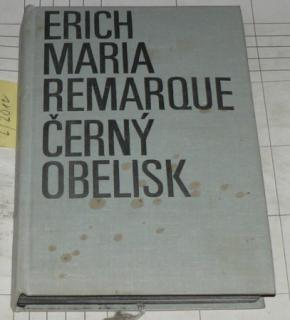 ERICH
MARIA
REMARQUE
ČERNÝ
OBELISK